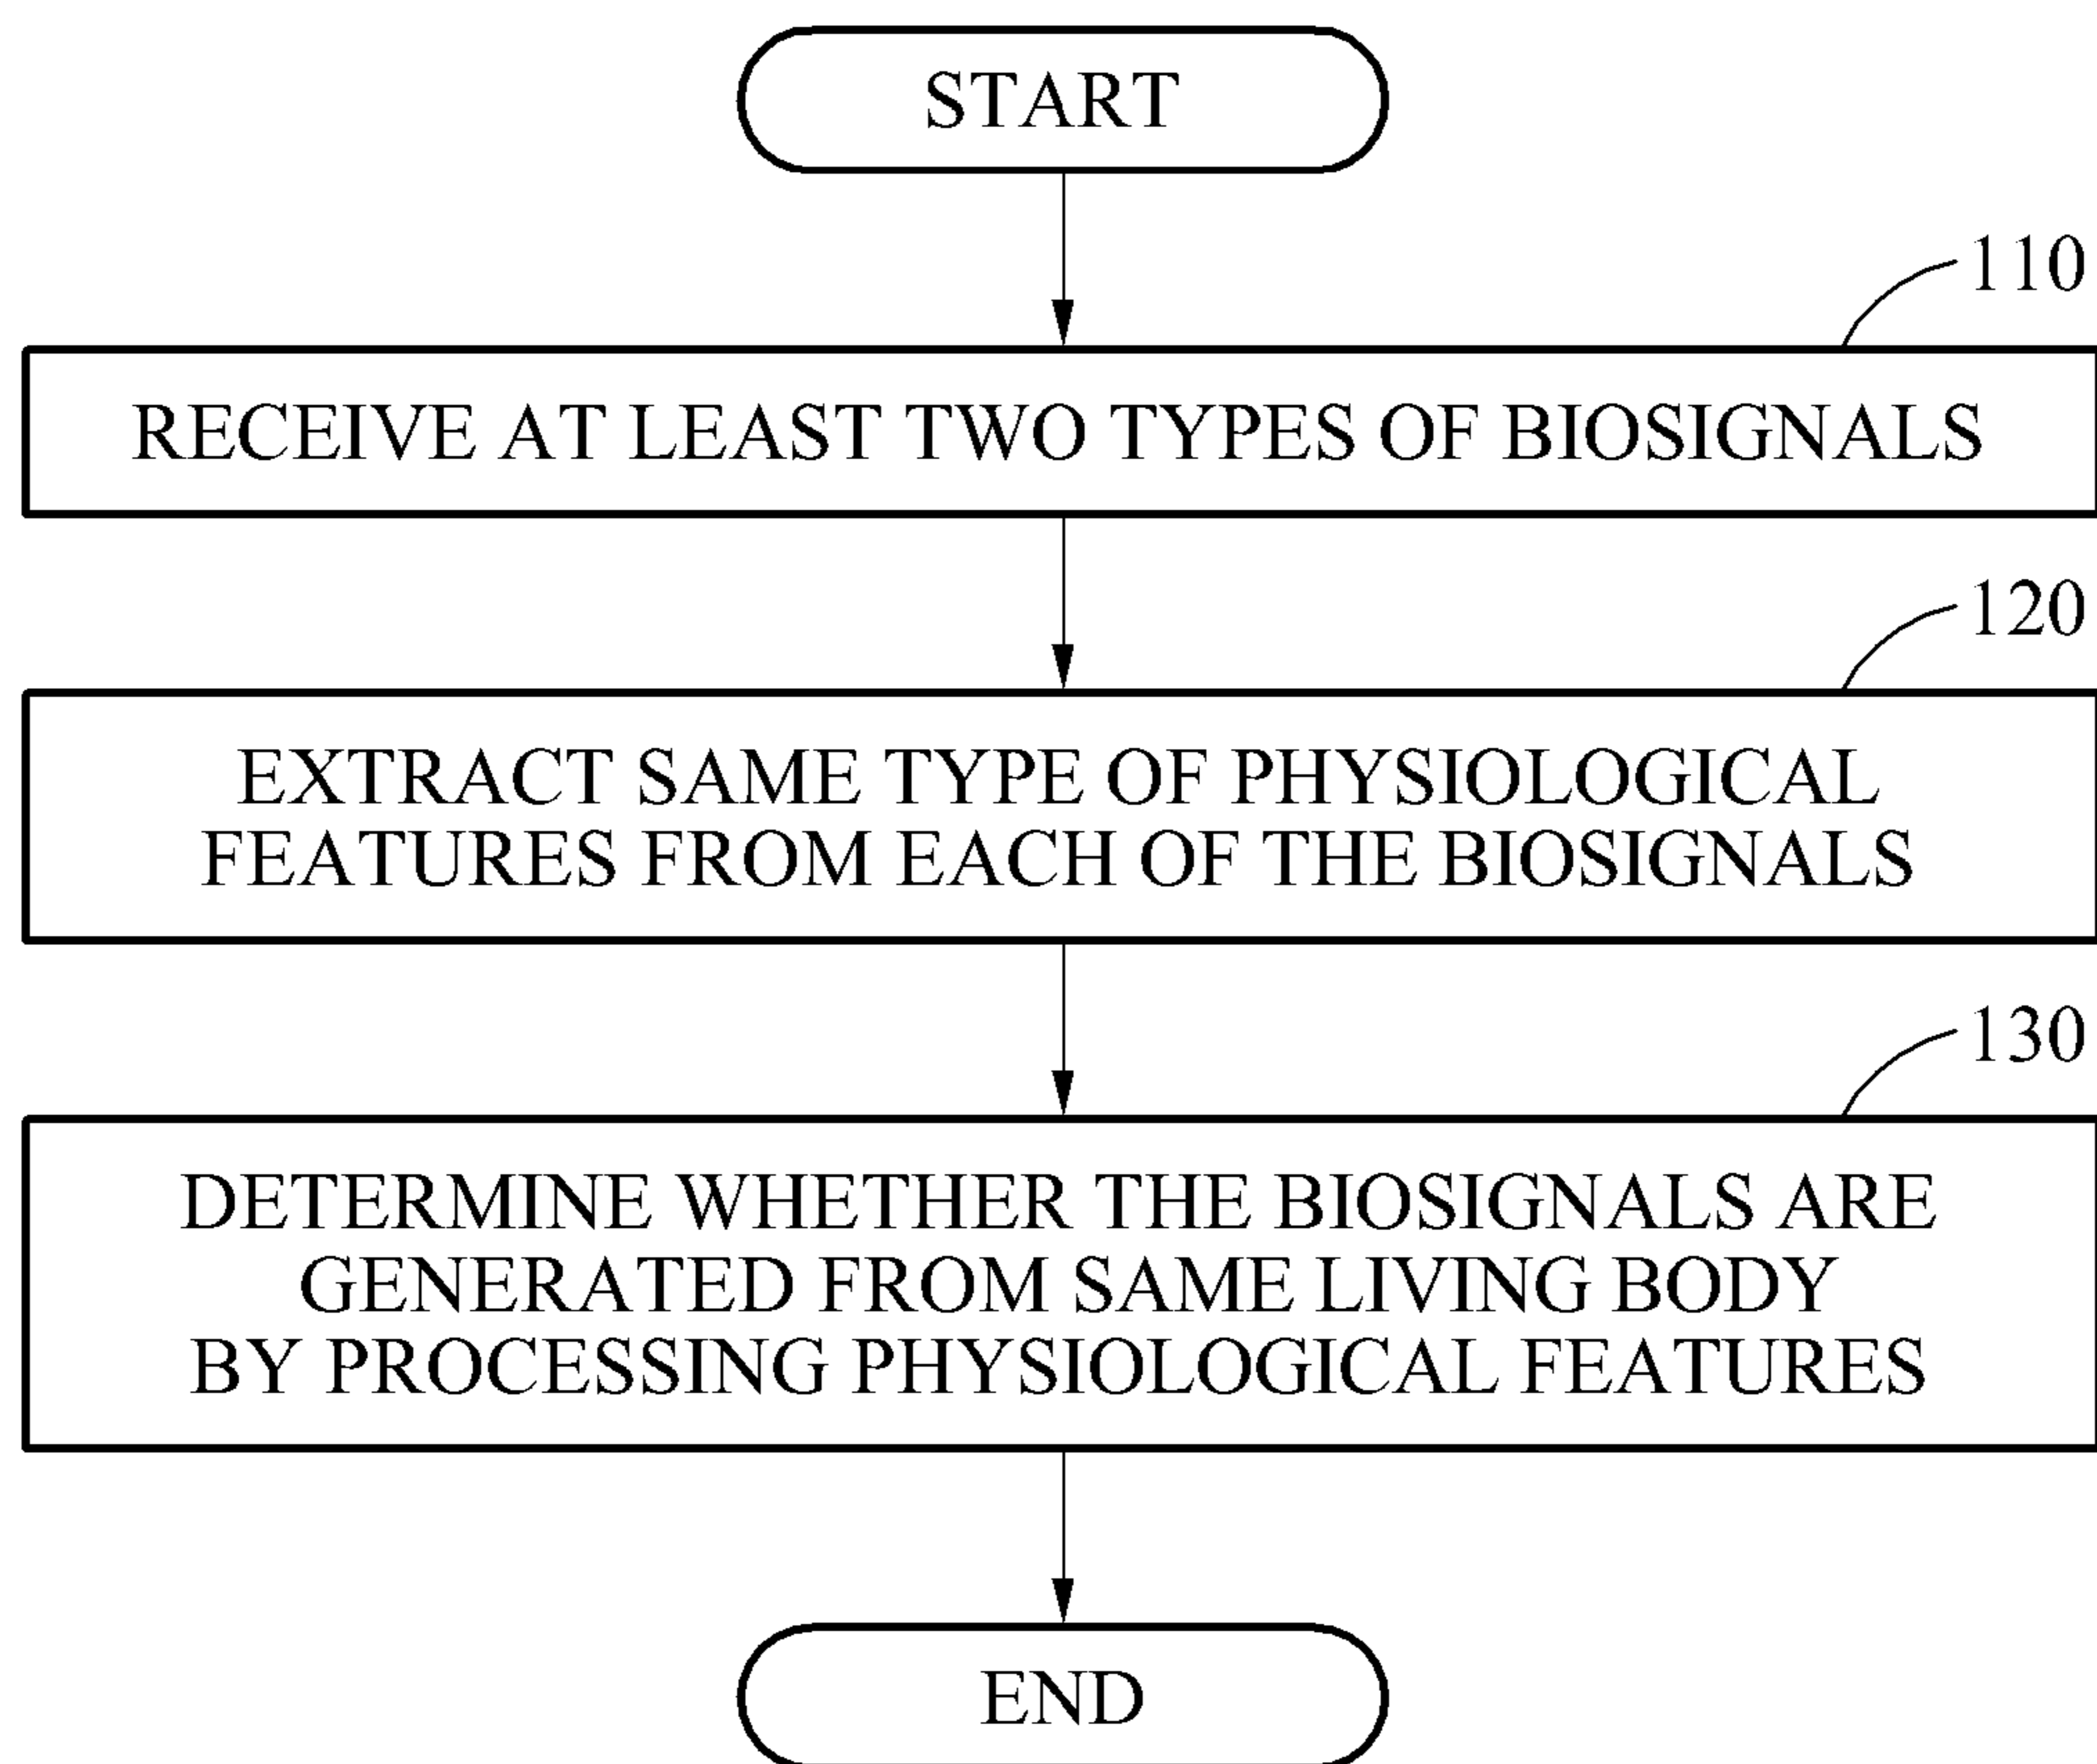 START
110
RECEIVE AT LEAST TWO TYPES OF BIOSIGNALS
120
EXTRACT SAME TYPE OF PHYSIOLOGICAL
FEATURES FROM EACH OF THE BIOSIGNALS
130
DETERMINE WHETHER THE BIOSIGNALS ARE
GENERATED FROM SAME LIVING BODY
BY PROCESSING PHYSIOLOGICAL FEATURES
END